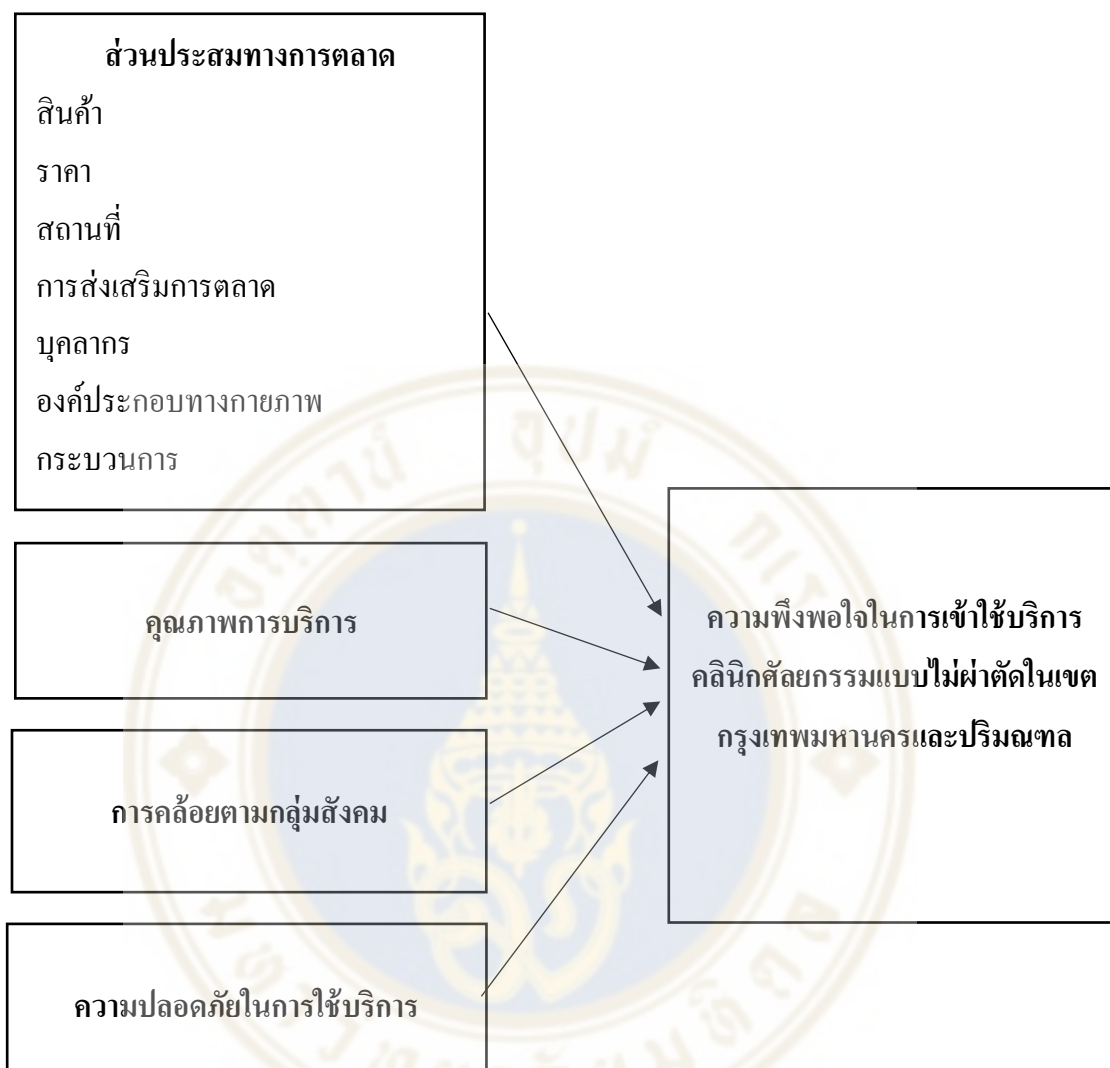 ส่วนประสมทางการตลาด
สินค้า
ราคา
สถานที่
การส่งเสริมการตลาด
บุคลากร
องค์ประกอบทางกายภาพ
กระบวนการ
คุณภาพการบริการ
การคล้อยตามกลุ่มสังคม
ความปลอดภัยในการใช้บริการ
ความพึงพอใจในการเข้าใช้บริการ
คลินิกศัลยกรรมแบบไม่ผ่าตัดในเขต
กรุงเทพมหานครและปริมณฑล